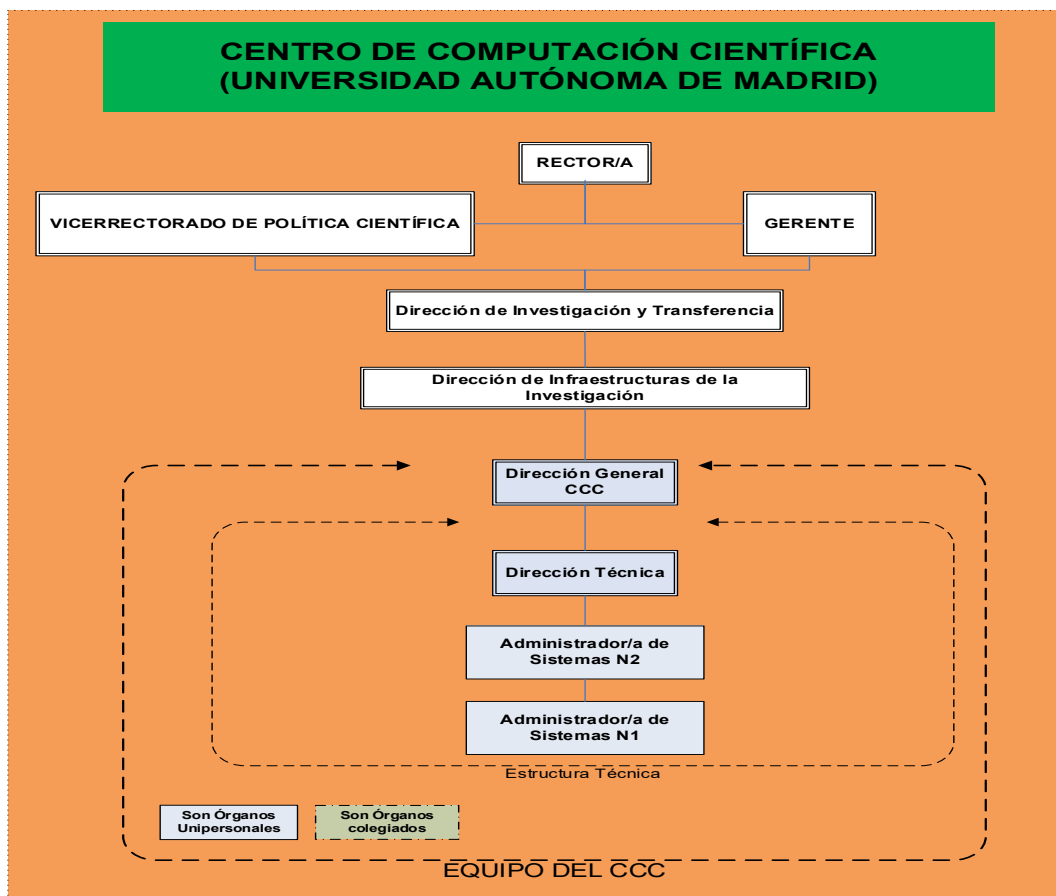 CENTRO DE COMPUTACIÓN CIENTÍFICA
(UNIVERSIDAD AUTÓNOMA DE MADRID)
RECTOR/A
VICERRECTORADO DE POLÍTICA CIENTÍFICA
GERENTE
Dirección de Investigación y Transferencia
Dirección de Infraestructuras de la
Investigación
Dirección General
CCC
Dirección Técnica
Administrador/a de
Sistemas N2
Administrador/a de
Sistemas N1
Estructura Técnica
Son Órganos
Unipersonales
Son Órganos
colegiados
EQUIPO DEL CCC